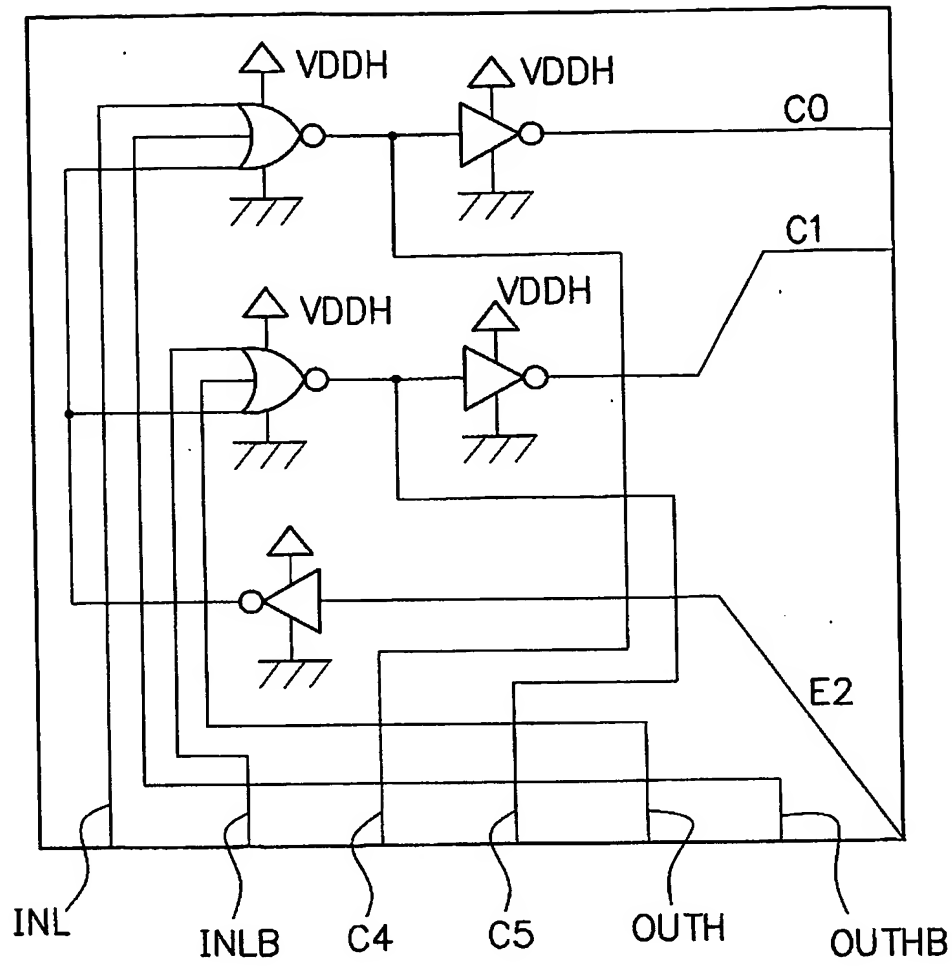 VDDH
VDDH
C0
C1
VDDH
VDDH
E2
INL
INLB
C4
C5
OUTH
OUTHB